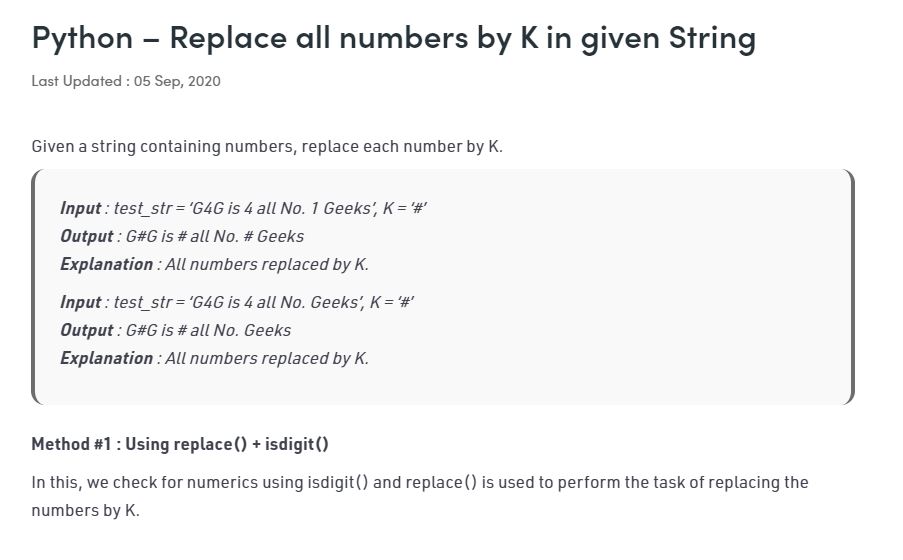 Python – Replace all numbers by K in given String
Last Updated : 05 Sep, 2020
Given a string containing numbers, replace each number by K.
Input : test_str = ‘G4G is 4 all No. 1 Geeks’, K = ‘#’
Output : G#G is # all No. # Geeks
Explanation : All numbers replaced by K.
Input : test_str = ‘G4G is 4 all No. Geeks’, K = ‘#’
Output : G#G is # all No. Geeks
Explanation : All numbers replaced by K.
Method #1 : Using replace() + isdigit()
In this, we check for numerics using isdigit() and replace() is used to perform the task of replacing the
numbers by K.